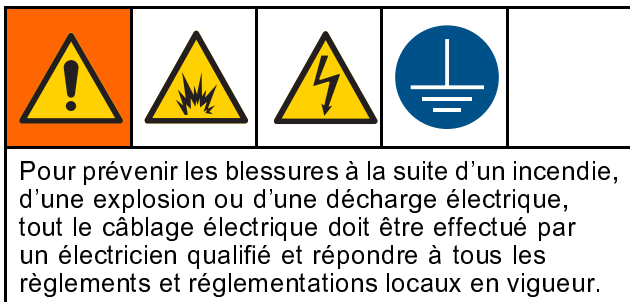 Pour prévenir les blessures à la suite d'un incendie,
d'une explosion ou d'une décharge électrique,
tout le câblage électrique doit être effectué par
un électricien qualifié et répondre à tous les
règlements et réglementations locaux en vigueur.